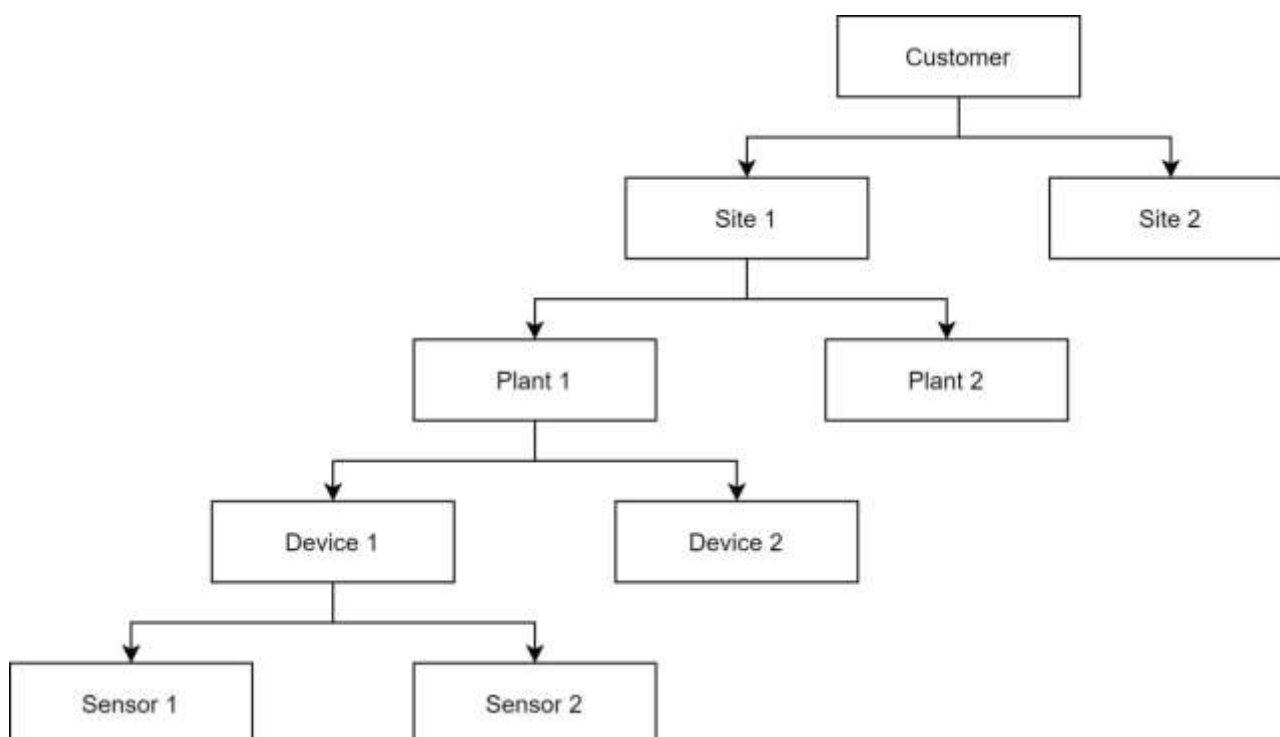 Customer
Site 1
Site 2
Plant 1
Plant 2
Device 1
Device 2
Sensor 1
Sensor 2